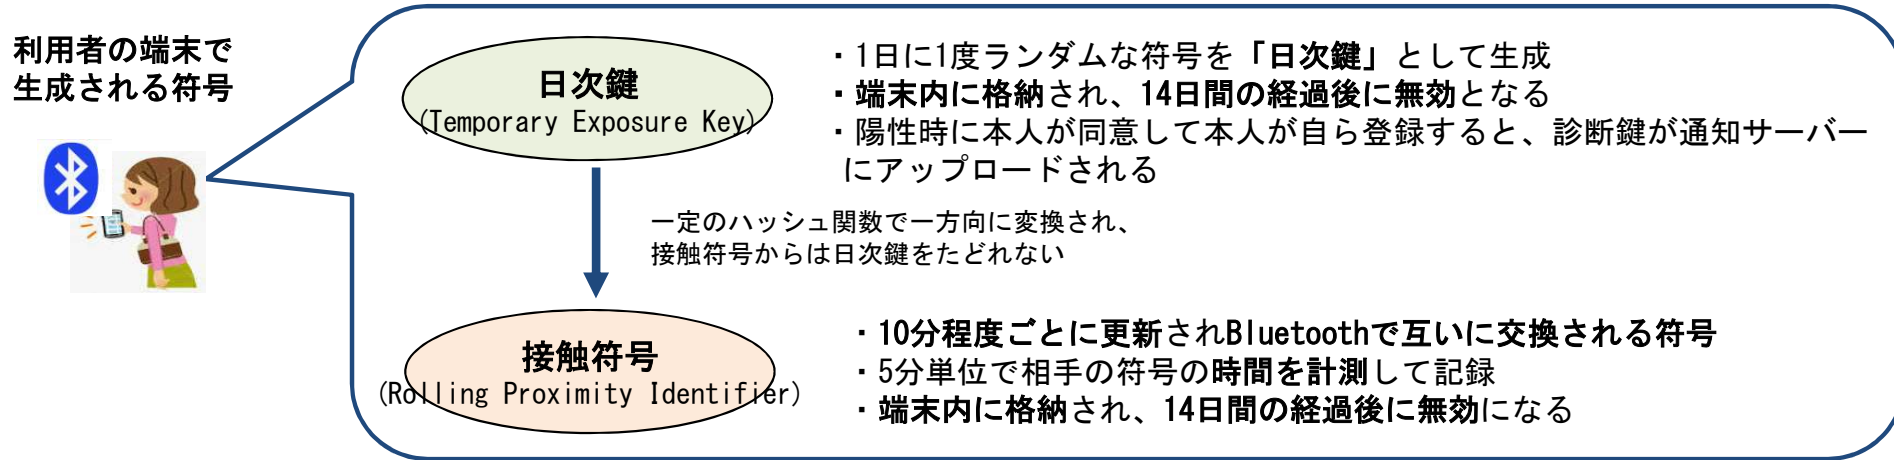 利用者の端末で
生成される符号
日次鍵
(Temporary Exposure Key)
・1日に1度ランダムな符号を「日次鍵」として生成
・端末内に格納され、14日間の経過後に無効となる
・陽性時に本人が同意して本人が自ら登録すると、診断鍵が通知サーバー
にアップロードされる
一定のハッシュ関数で一方向に変換され、
接触符号からは日次鍵をたどれない
接触符号
(Rolling Proximity Identifier)
・10分程度ごとに更新されBluetoothで互いに交換される符号
・5分単位で相手の符号の時間を計測して記録
・端末内に格納され、14日間の経過後に無効になる